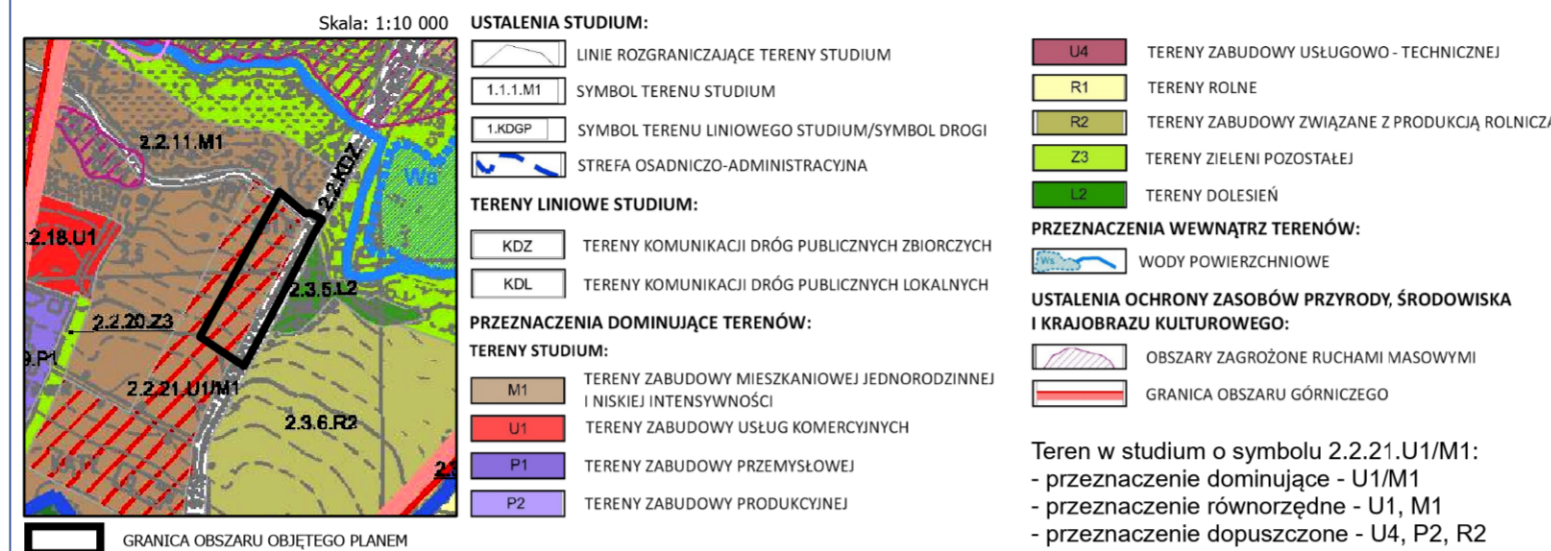 Skala: 1:10 000
2.2.11.M1
2.2.KDZ
Ws
2.18.U1
2.3.5.L2
2.2.20.Z3
9.P1
2.2.21.U1/M1
2.3.6.R2
GRANICA OBSZARU OBJĘTEGO PLANEM
USTALENIA STUDIUM:
LINIE ROZGRANICZAJĄCE TERENY STUDIUM
1.1.1.M1 SYMBOL TERENU STUDIUM
1.KDGP SYMBOL TERENU LINIOWEGO STUDIUM/SYMBOL DROGI
STREFA OSADNICZO-ADMINISTRACYJNA
TERENY LINIOWE STUDIUM:
KDZ TERENY KOMUNIKACJI DRÓG PUBLICZNYCH ZBIORCZYCH
KDL TERENY KOMUNIKACJI DRÓG PUBLICZNYCH LOKALNYCH
PRZEZNACZENIA DOMINUJĄCE TERENÓW:
TERENY STUDIUM:
M1 TERENY ZABUDOWY MIESZKANIOWEJ JEDNORODZINNEJ
I NISKIEJ INTENSYWNOŚCI
U1 TERENY ZABUDOWY USŁUG KOMERCYJNYCH
P1 TERENY ZABUDOWY PRZEMYSŁOWEJ
P2 TERENY ZABUDOWY PRODUKCYJNEJ
U4 TERENY ZABUDOWY USŁUGOWO - TECHNICZNEJ
R1 TERENY ROLNE
R2 TERENY ZABUDOWY ZWIĄZANE Z PRODUKCJĄ ROLNICZĄ
Z3 TERENY ZIELENI POZOSTAŁEJ
L2 TERENY DOLESIEŃ
PRZEZNACZENIA WEWNĄTRZ TERENÓW:
Ws WODY POWIERZCHNIOWE
USTALENIA OCHRONY ZASOBÓW PRZYRODY, ŚRODOWISKA
I KRAJOBRAZU KULTUROWEGO:
OBSZARY ZAGROŻONE RUCHAMI MASOWYMI
GRANICA OBSZARU GÓRNICZEGO
Teren w studium o symbolu 2.2.21.U1/M1:
- przeznaczenie dominujące - U1/M1
- przeznaczenie równorzędne - U1, M1
- przeznaczenie dopuszczone - U4, P2, R2